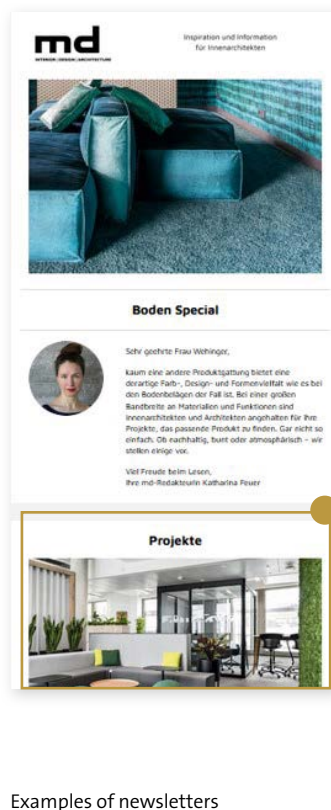 md
INTERIOR | DESIGN | ARCHITECTURE
Inspiration und Information
für Innenarchitekten
Boden Special
Sehr geehrte Frau Wehinger,
kaum eine andere Produktgattung bietet eine
derartige Farb-, Design- und Formenvielfalt wie es bei
den Bodenbelägen der Fall ist. Bei einer großen
Bandbreite an Materialien und Funktionen sind
Innenarchitekten und Architekten angehalten für ihre
Projekte, das passende Produkt zu finden. Gar nicht so
einfach. Ob nachhaltig, bunt oder atmosphärisch – wir
stellen einige vor.
Viel Freude beim Lesen,
Ihre md-Redakteurin Katharina Feuer
Projekte
Examples of newsletters